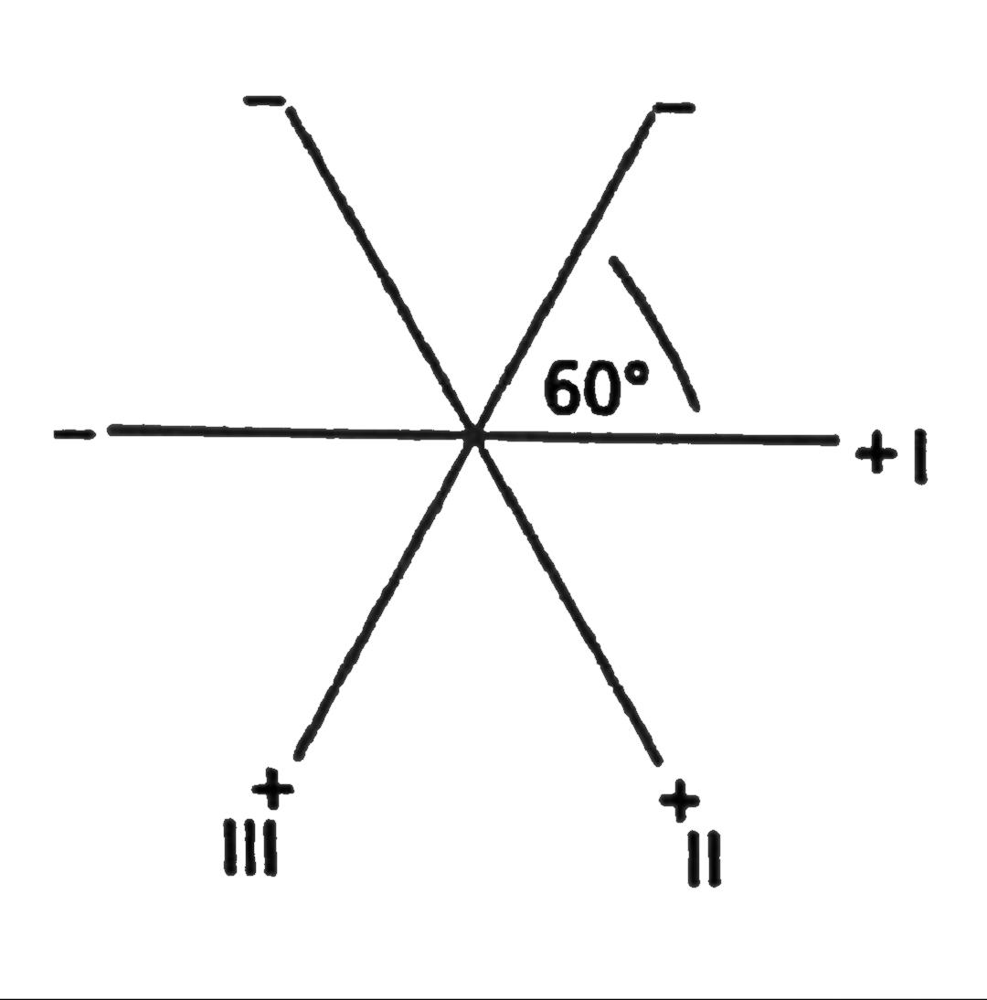 − −
60°
− + I
+ +
III II